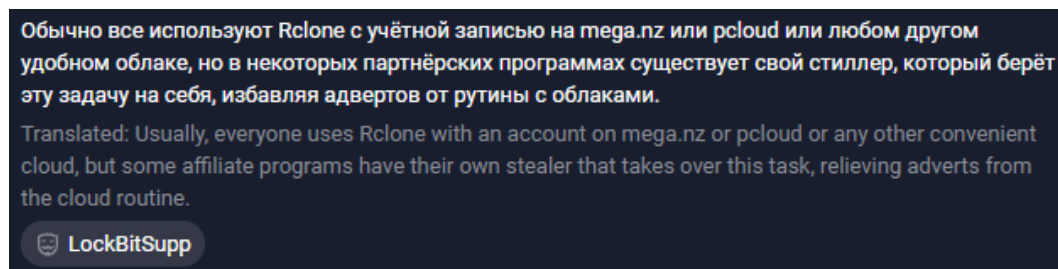 Обычно все используют Rclone с учётной записью на mega.nz или pcloud или любом другом
удобном облаке, но в некоторых партнёрских программах существует свой стиллер, который берёт
эту задачу на себя, избавляя адвертов от рутины с облаками.
Translated: Usually, everyone uses Rclone with an account on mega.nz or pcloud or any other convenient
cloud, but some affiliate programs have their own stealer that takes over this task, relieving adverts from
the cloud routine.
LockBitSupp